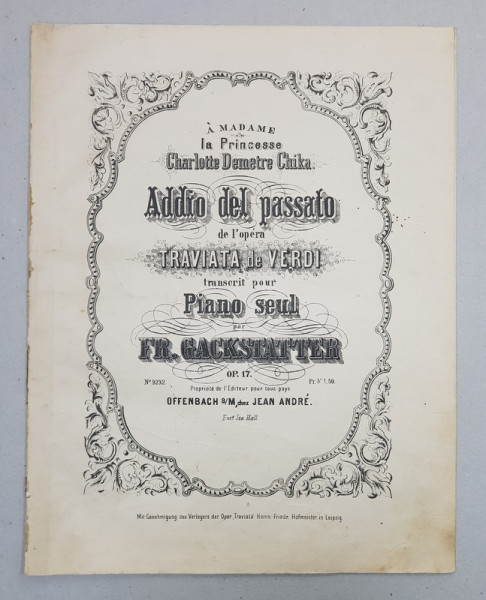 À MADAME
la Princesse
Charlotte Demetre Chika
Addio del passato
de l'opéra
TRAVIATA de VERDI
transcrit pour
Piano seul
par
FR. GACKSTATTER
OP. 17.
No 9292. Pr.
Propriété de l'Editeur pour tous pays
OFFENBACH s/M, chez JEAN ANDRÉ.
Mit Genehmigung des Verlegers der Oper „Traviata" Herrn Friedr. Hofmeister in Leipzig.